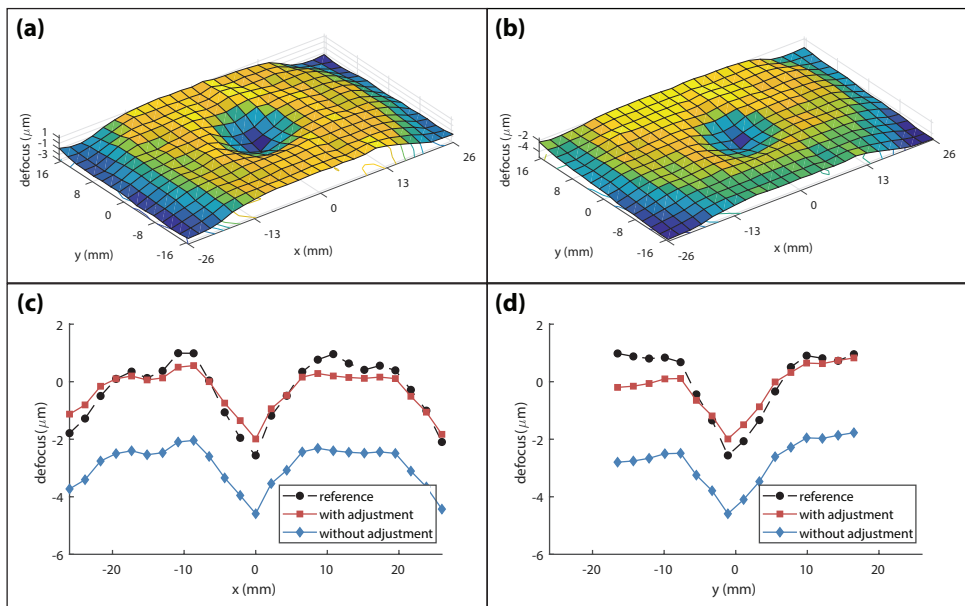 (a)
defocus (μm)
1
-1
-3
16
8
0
-8
-16
y (mm)
-26
-13
0
13
26
x (mm)
(b)
defocus (μm)
-2
-4
16
8
0
-8
-16
y (mm)
-26
-13
0
13
26
x (mm)
(c)
defocus(μm)
2
0
-2
-4
-6
-20
-10
0
10
20
x (mm)
reference
with adjustment
without adjustment
(d)
defocus(μm)
2
0
-2
-4
-6
-20
-10
0
10
20
y (mm)
reference
with adjustment
without adjustment